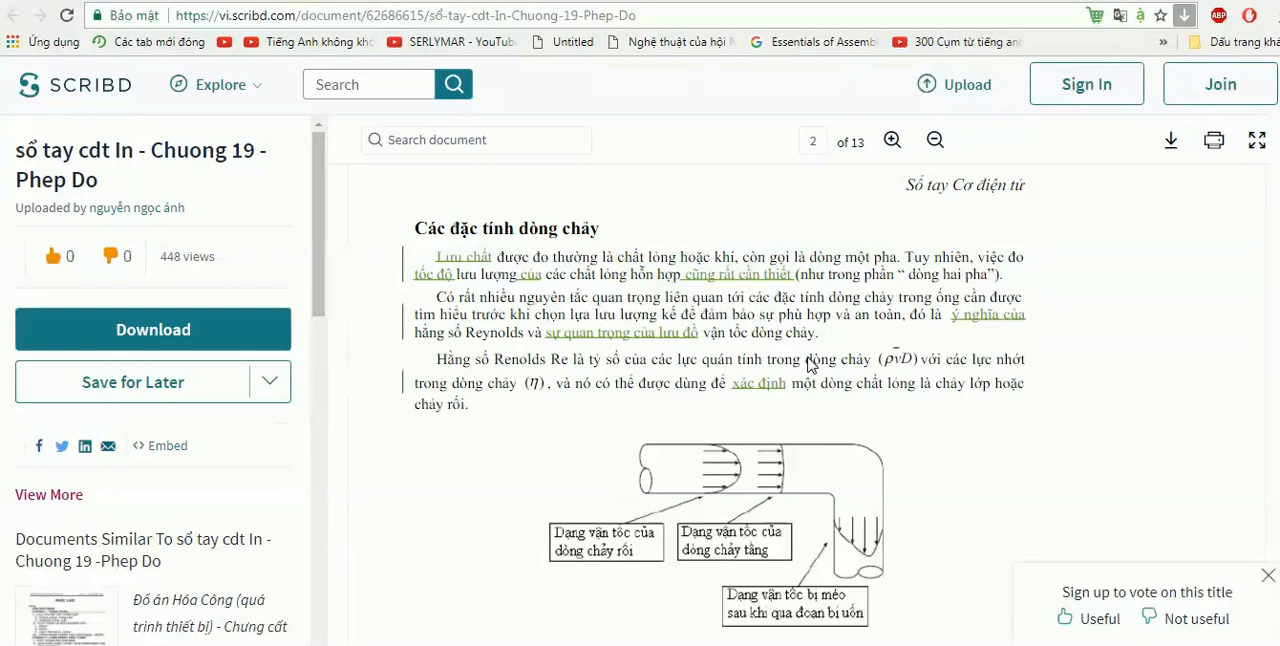 Bảo mật
https://vi.scribd.com/document/62686615/sổ-tay-cdt-In-Chuong-19-Phep-Do
ABP
Ứng dụng
Các tab mới đóng
Tiếng Anh không khó
SERLYMAR - YouTube
Untitled
Nghệ thuật của hội
Essentials of Assembl
300 Cụm từ tiếng anh
»
Dấu trang khá
SCRIBD
Explore
Search
Upload
Sign In
Join
sổ tay cdt In - Chuong 19 -
Phep Do
Uploaded by nguyễn ngọc ánh
0
0
448 views
Download
Save for Later
<> Embed
View More
Documents Similar To sổ tay cdt In -
Chuong 19 -Phep Do
Đồ án Hóa Công (quá
trình thiết bị) - Chưng cất
Search document
2
of 13
Sổ tay Cơ điện tử
Các đặc tính dòng chảy
Lưu chất được đo thường là chất lỏng hoặc khí, còn gọi là dòng một pha. Tuy nhiên, việc đo
tốc độ lưu lượng của các chất lỏng hỗn hợp cũng rất cần thiết (như trong phần “ dòng hai pha”).
Có rất nhiều nguyên tắc quan trọng liên quan tới các đặc tính dòng chảy trong ống cần được
tìm hiểu trước khi chọn lựa lưu lượng kế để đảm bảo sự phù hợp và an toàn, đó là ý nghĩa của
hằng số Reynolds và sự quan trọng của lưu đồ vận tốc dòng chảy.
Hằng số Renolds Re là tỷ số của các lực quán tính trong dòng chảy (ρv̄D) với các lực nhớt
trong dòng chảy (η), và nó có thể được dùng để xác định một dòng chất lỏng là chảy lớp hoặc
chảy rối.
Dạng vận tốc của
dòng chảy rối
Dạng vận tốc của
dòng chảy tầng
Dạng vận tốc bị méo
sau khi qua đoạn bị uốn
Sign up to vote on this title
Useful
Not useful